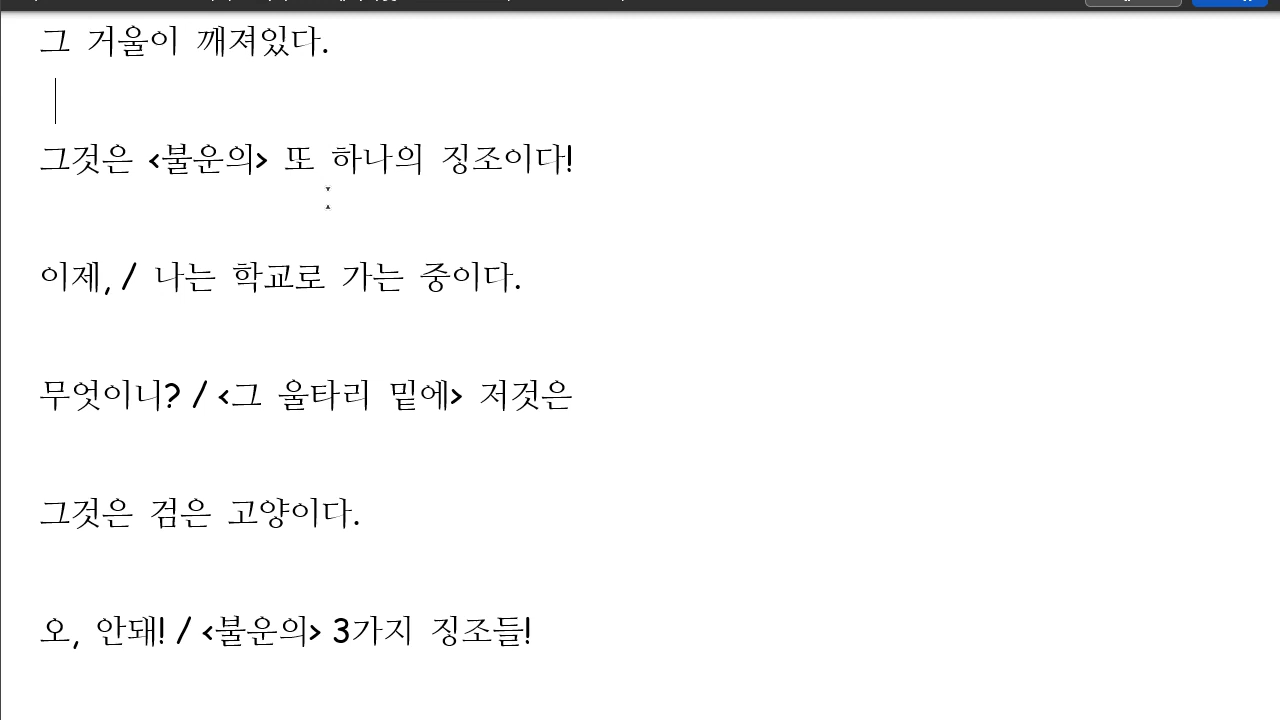 그 거울이 깨져있다.
그것은 <불운의> 또 하나의 징조이다!
이제, / 나는 학교로 가는 중이다.
무엇이니? / <그 울타리 밑에> 저것은
그것은 검은 고양이다.
오, 안돼! / <불운의> 3가지 징조들!